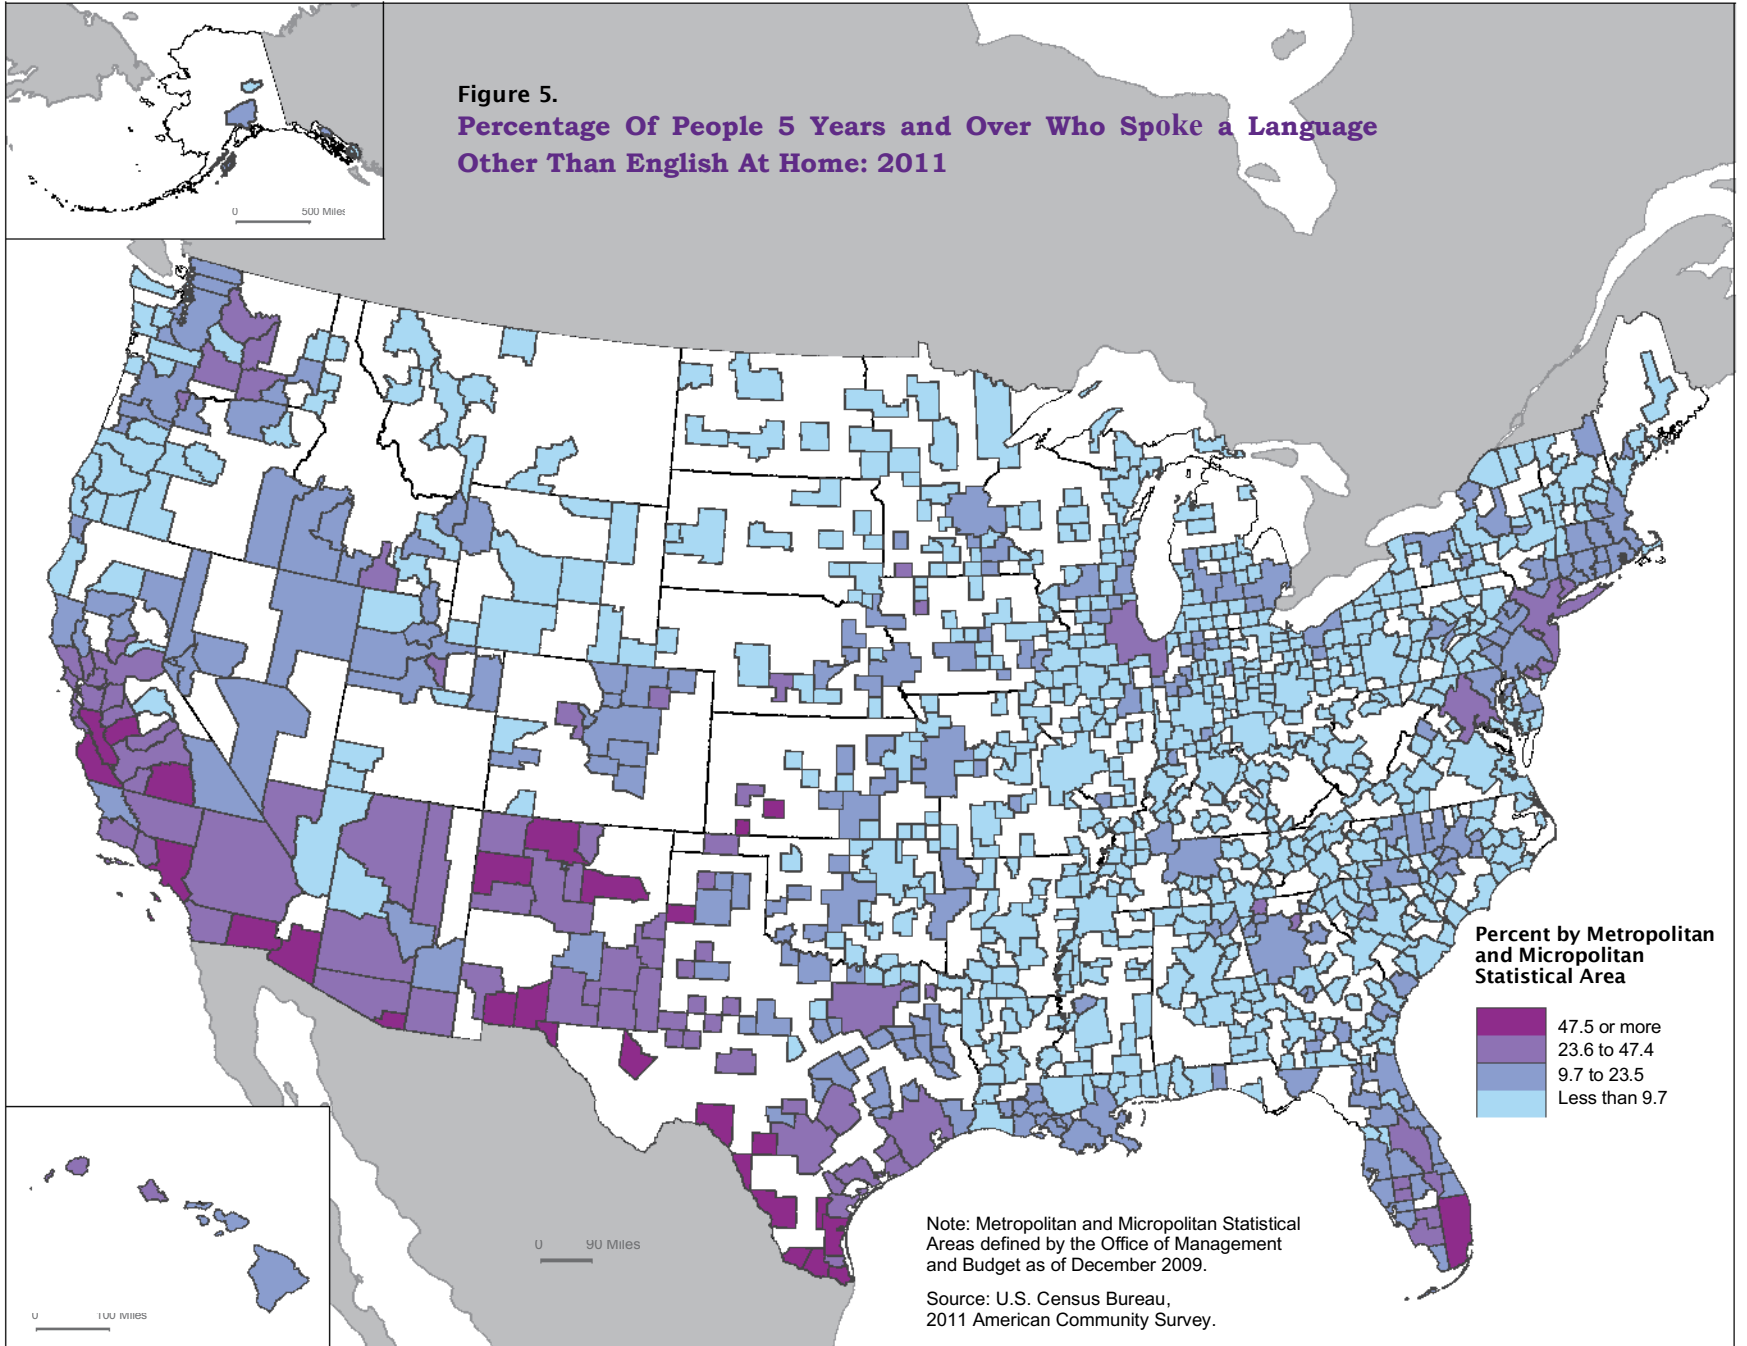 Figure 5.
Percentage Of People 5 Years and Over Who Spoke a Language
Other Than English At Home: 2011
0 500 Miles
Percent by Metropolitan
and Micropolitan
Statistical Area
47.5 or more
23.6 to 47.4
9.7 to 23.5
Less than 9.7
0 90 Miles
Note: Metropolitan and Micropolitan Statistical
Areas defined by the Office of Management
and Budget as of December 2009.
Source: U.S. Census Bureau,
2011 American Community Survey.
0 100 Miles